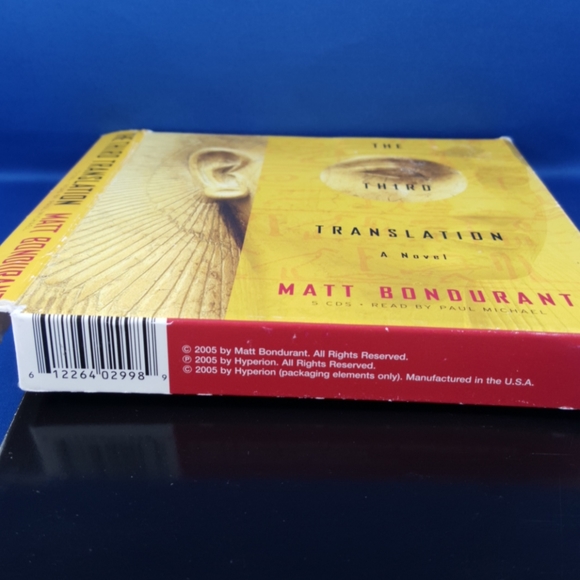 THE THIRD TRANSLATION MATT BONDURANT
THE
THIRD
TRANSLATION
A Novel
MATT BONDURANT
5 CDS • READ BY PAUL MICHAEL
6 12264 02998 9
© 2005 by Matt Bondurant. All Rights Reserved.
℗ 2005 by Hyperion. All Rights Reserved.
© 2005 by Hyperion (packaging elements only). Manufactured in the U.S.A.